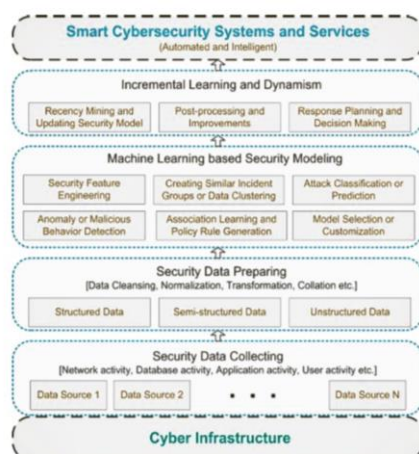 Smart Cybersecurity Systems and Services
(Automated and Intelligent)
Incremental Learning and Dynamism
Recency Mining and
Updating Security Model
Post-processing and
Improvements
Response Planning and
Decision Making
Machine Learning based Security Modeling
Security Feature
Engineering
Creating Similar Incident
Groups or Data Clustering
Attack Classification or
Prediction
Anomaly or Malicious
Behavior Detection
Association Learning and
Policy Rule Generation
Model Selection or
Customization
Security Data Preparing
[Data Cleansing, Normalization, Transformation, Collation etc.]
Structured Data
Semi-structured Data
Unstructured Data
Security Data Collecting
[Network activity, Database activity, Application activity, User activity etc.]
Data Source 1
Data Source 2
. . .
Data Source N
Cyber Infrastructure